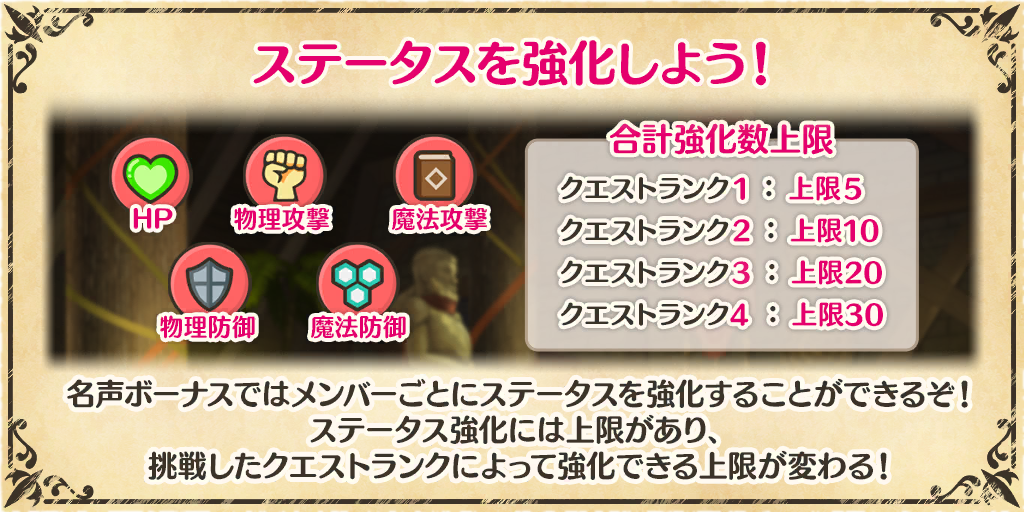 ステータスを強化しよう!
HP
物理攻撃
魔法攻撃
物理防御
魔法防御
合計強化数上限
クエストランク1 : 上限5
クエストランク2 : 上限10
クエストランク3 : 上限20
クエストランク4 : 上限30
名声ボーナスではメンバーごとにステータスを強化することができるぞ!
ステータス強化には上限があり、
挑戦したクエストランクによって強化できる上限が変わる!